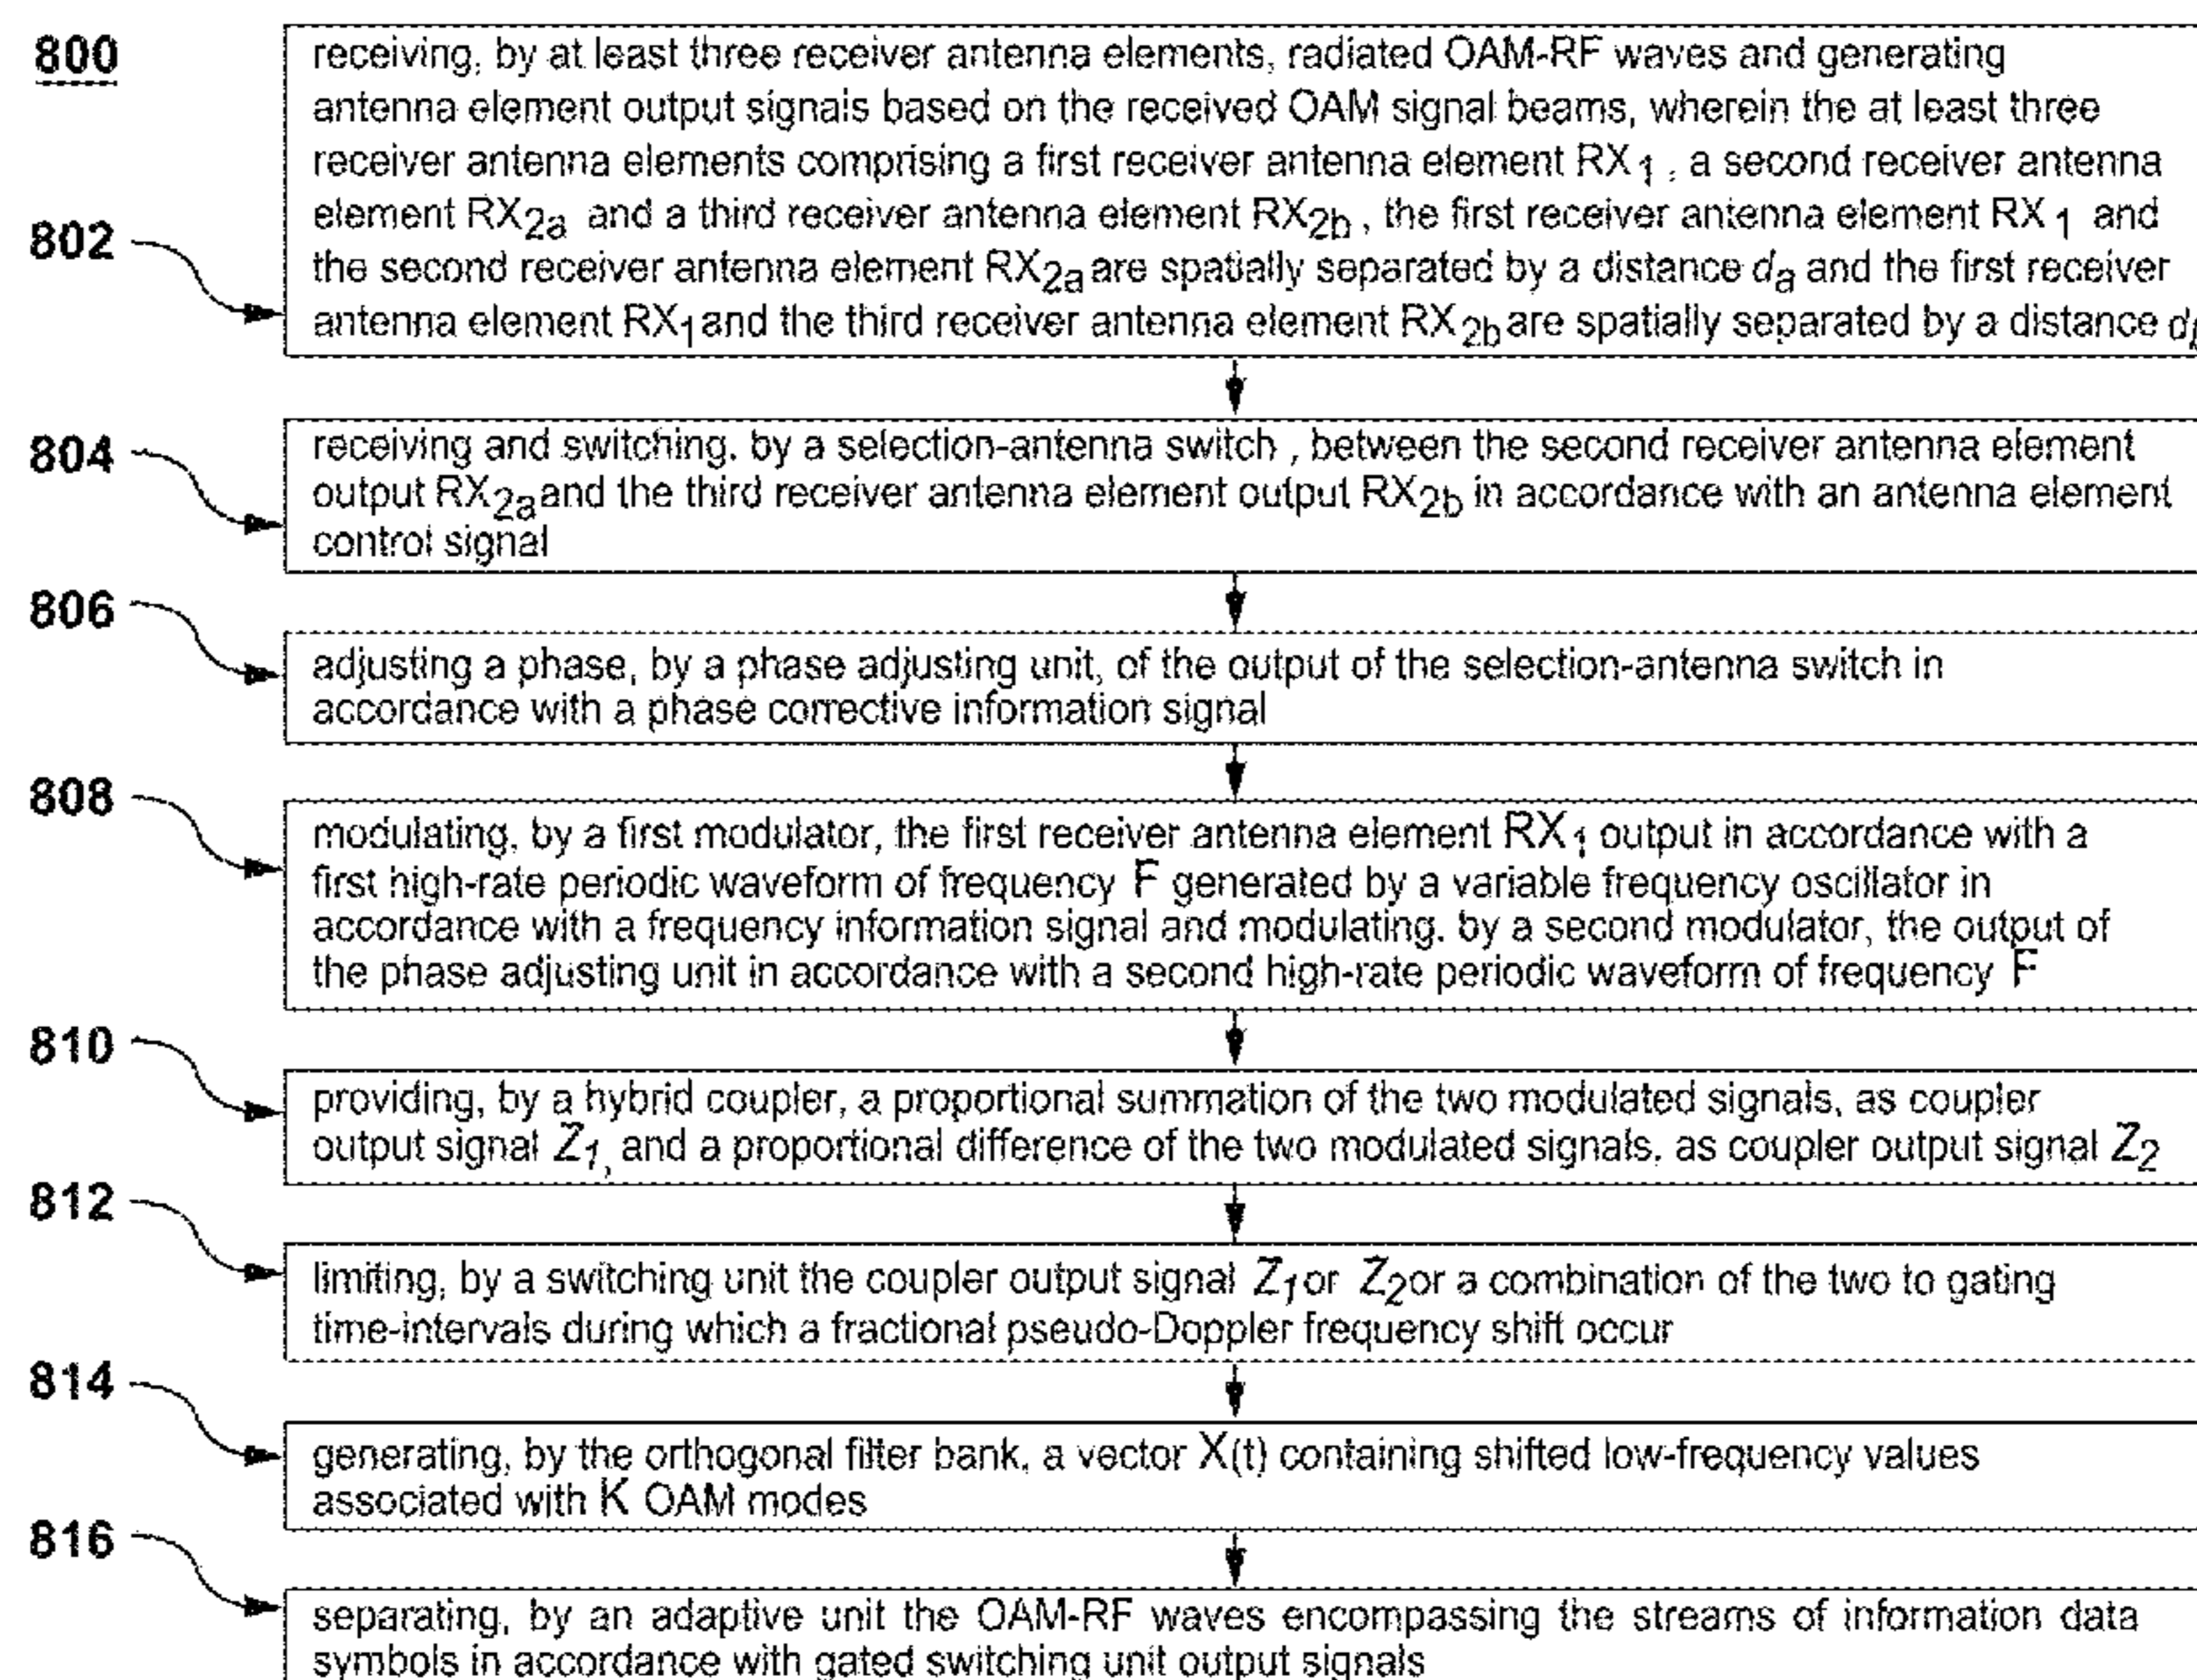 800
receiving, by at least three receiver antenna elements, radiated OAM-RF waves and generating
antenna element output signals based on the received OAM signal beams, wherein the at least three
receiver antenna elements comprising a first receiver antenna element RX1, a second receiver antenna
element RX2a and a third receiver antenna element RX2b, the first receiver antenna element RX1 and
802
the second receiver antenna element RX2a are spatially separated by a distance da and the first receiver
antenna element RX1 and the third receiver antenna element RX2b are spatially separated by a distance
804
receiving and switching, by a selection-antenna switch, between the second receiver antenna element
output RX2a and the third receiver antenna element output RX2b in accordance with an antenna element
control signal
806
adjusting a phase, by a phase adjusting unit, of the output of the selection-antenna switch in
accordance with a phase corrective information signal
808
modulating, by a first modulator, the first receiver antenna element RX1 output in accordance with a
first high-rate periodic waveform of frequency F generated by a variable frequency oscillator in
accordance with a frequency information signal and modulating, by a second modulator, the output of
the phase adjusting unit in accordance with a second high-rate periodic waveform of frequency F
810
providing, by a hybrid coupler, a proportional summation of the two modulated signals, as coupler
output signal Z1, and a proportional difference of the two modulated signals, as coupler output signal Z2
812
limiting, by a switching unit the coupler output signal Z1 or Z2 or a combination of the two to gating
time-intervals during which a fractional pseudo-Doppler frequency shift occur
814
generating, by the orthogonal filter bank, a vector X(t) containing shifted low-frequency values
associated with K OAM modes
816
separating, by an adaptive unit the OAM-RF waves encompassing the streams of information data
symbols in accordance with gated switching unit output signals